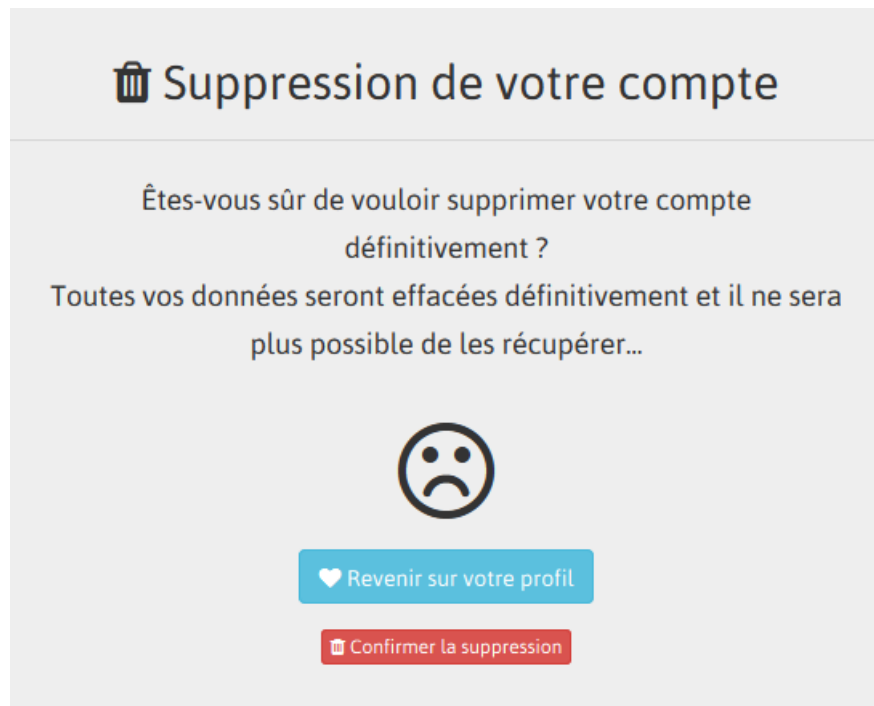 Suppression de votre compte
Êtes-vous sûr de vouloir supprimer votre compte
définitivement ?
Toutes vos données seront effacées définitivement et il ne sera
plus possible de les récupérer...
Revenir sur votre profil
Confirmer la suppression